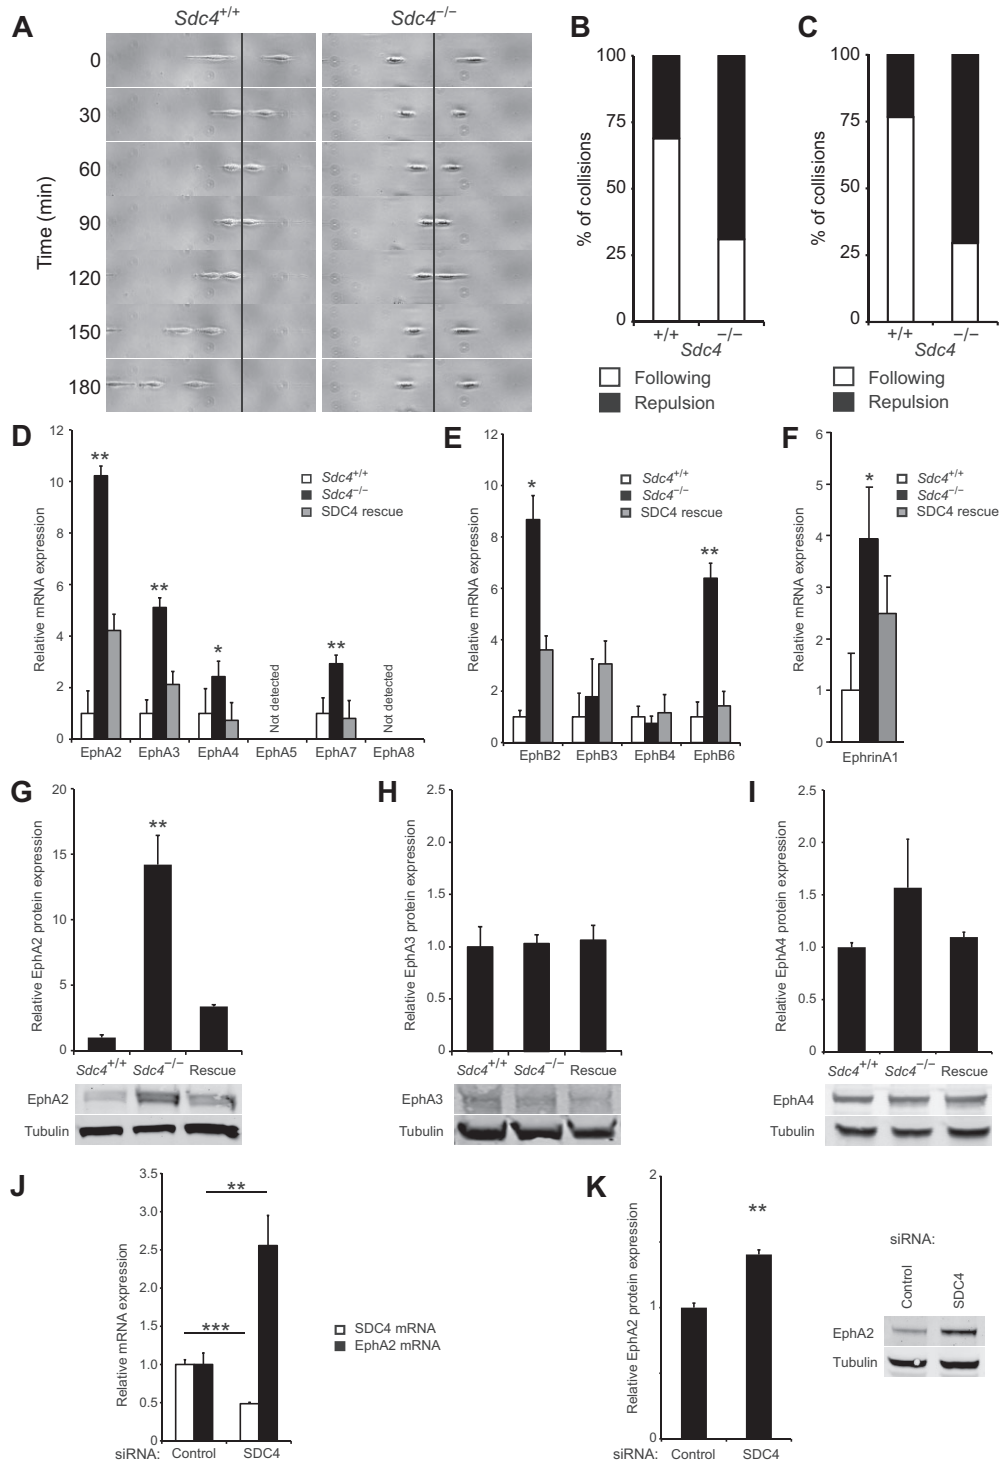 A
Sdc4+/+
Sdc4−/−
Time (min)
0
30
60
90
120
150
180
B
% of collisions
100
75
50
25
0
+/+
−/−
Sdc4
Following
Repulsion
C
% of collisions
100
75
50
25
0
+/+
−/−
Sdc4
Following
Repulsion
D
Relative mRNA expression
12
10
8
6
4
2
0
**
**
*
**
Sdc4+/+
Sdc4−/−
SDC4 rescue
Not detected
Not detected
EphA2 EphA3 EphA4 EphA5 EphA7 EphA8
E
Relative mRNA expression
12
10
8
6
4
2
0
*
**
Sdc4+/+
Sdc4−/−
SDC4 rescue
EphB2 EphB3 EphB4 EphB6
F
Relative mRNA expression
6
5
4
3
2
1
0
*
Sdc4+/+
Sdc4−/−
SDC4 rescue
EphrinA1
G
Relative EphA2 protein expression
20
15
10
5
0
**
Sdc4+/+ Sdc4−/− Rescue
EphA2
Tubulin
H
Relative EphA3 protein expression
2.5
2.0
1.5
1.0
0.5
0
Sdc4+/+ Sdc4−/− Rescue
EphA3
Tubulin
I
Relative EphA4 protein expression
2.5
2.0
1.5
1.0
0.5
0
Sdc4+/+ Sdc4−/− Rescue
EphA4
Tubulin
J
Relative mRNA expression
3.5
3.0
2.5
2.0
1.5
1.0
0.5
0
**
***
SDC4 mRNA
EphA2 mRNA
siRNA: Control SDC4
K
Relative EphA2 protein expression
2
1
0
**
siRNA: Control SDC4
siRNA:
Control
SDC4
EphA2
Tubulin